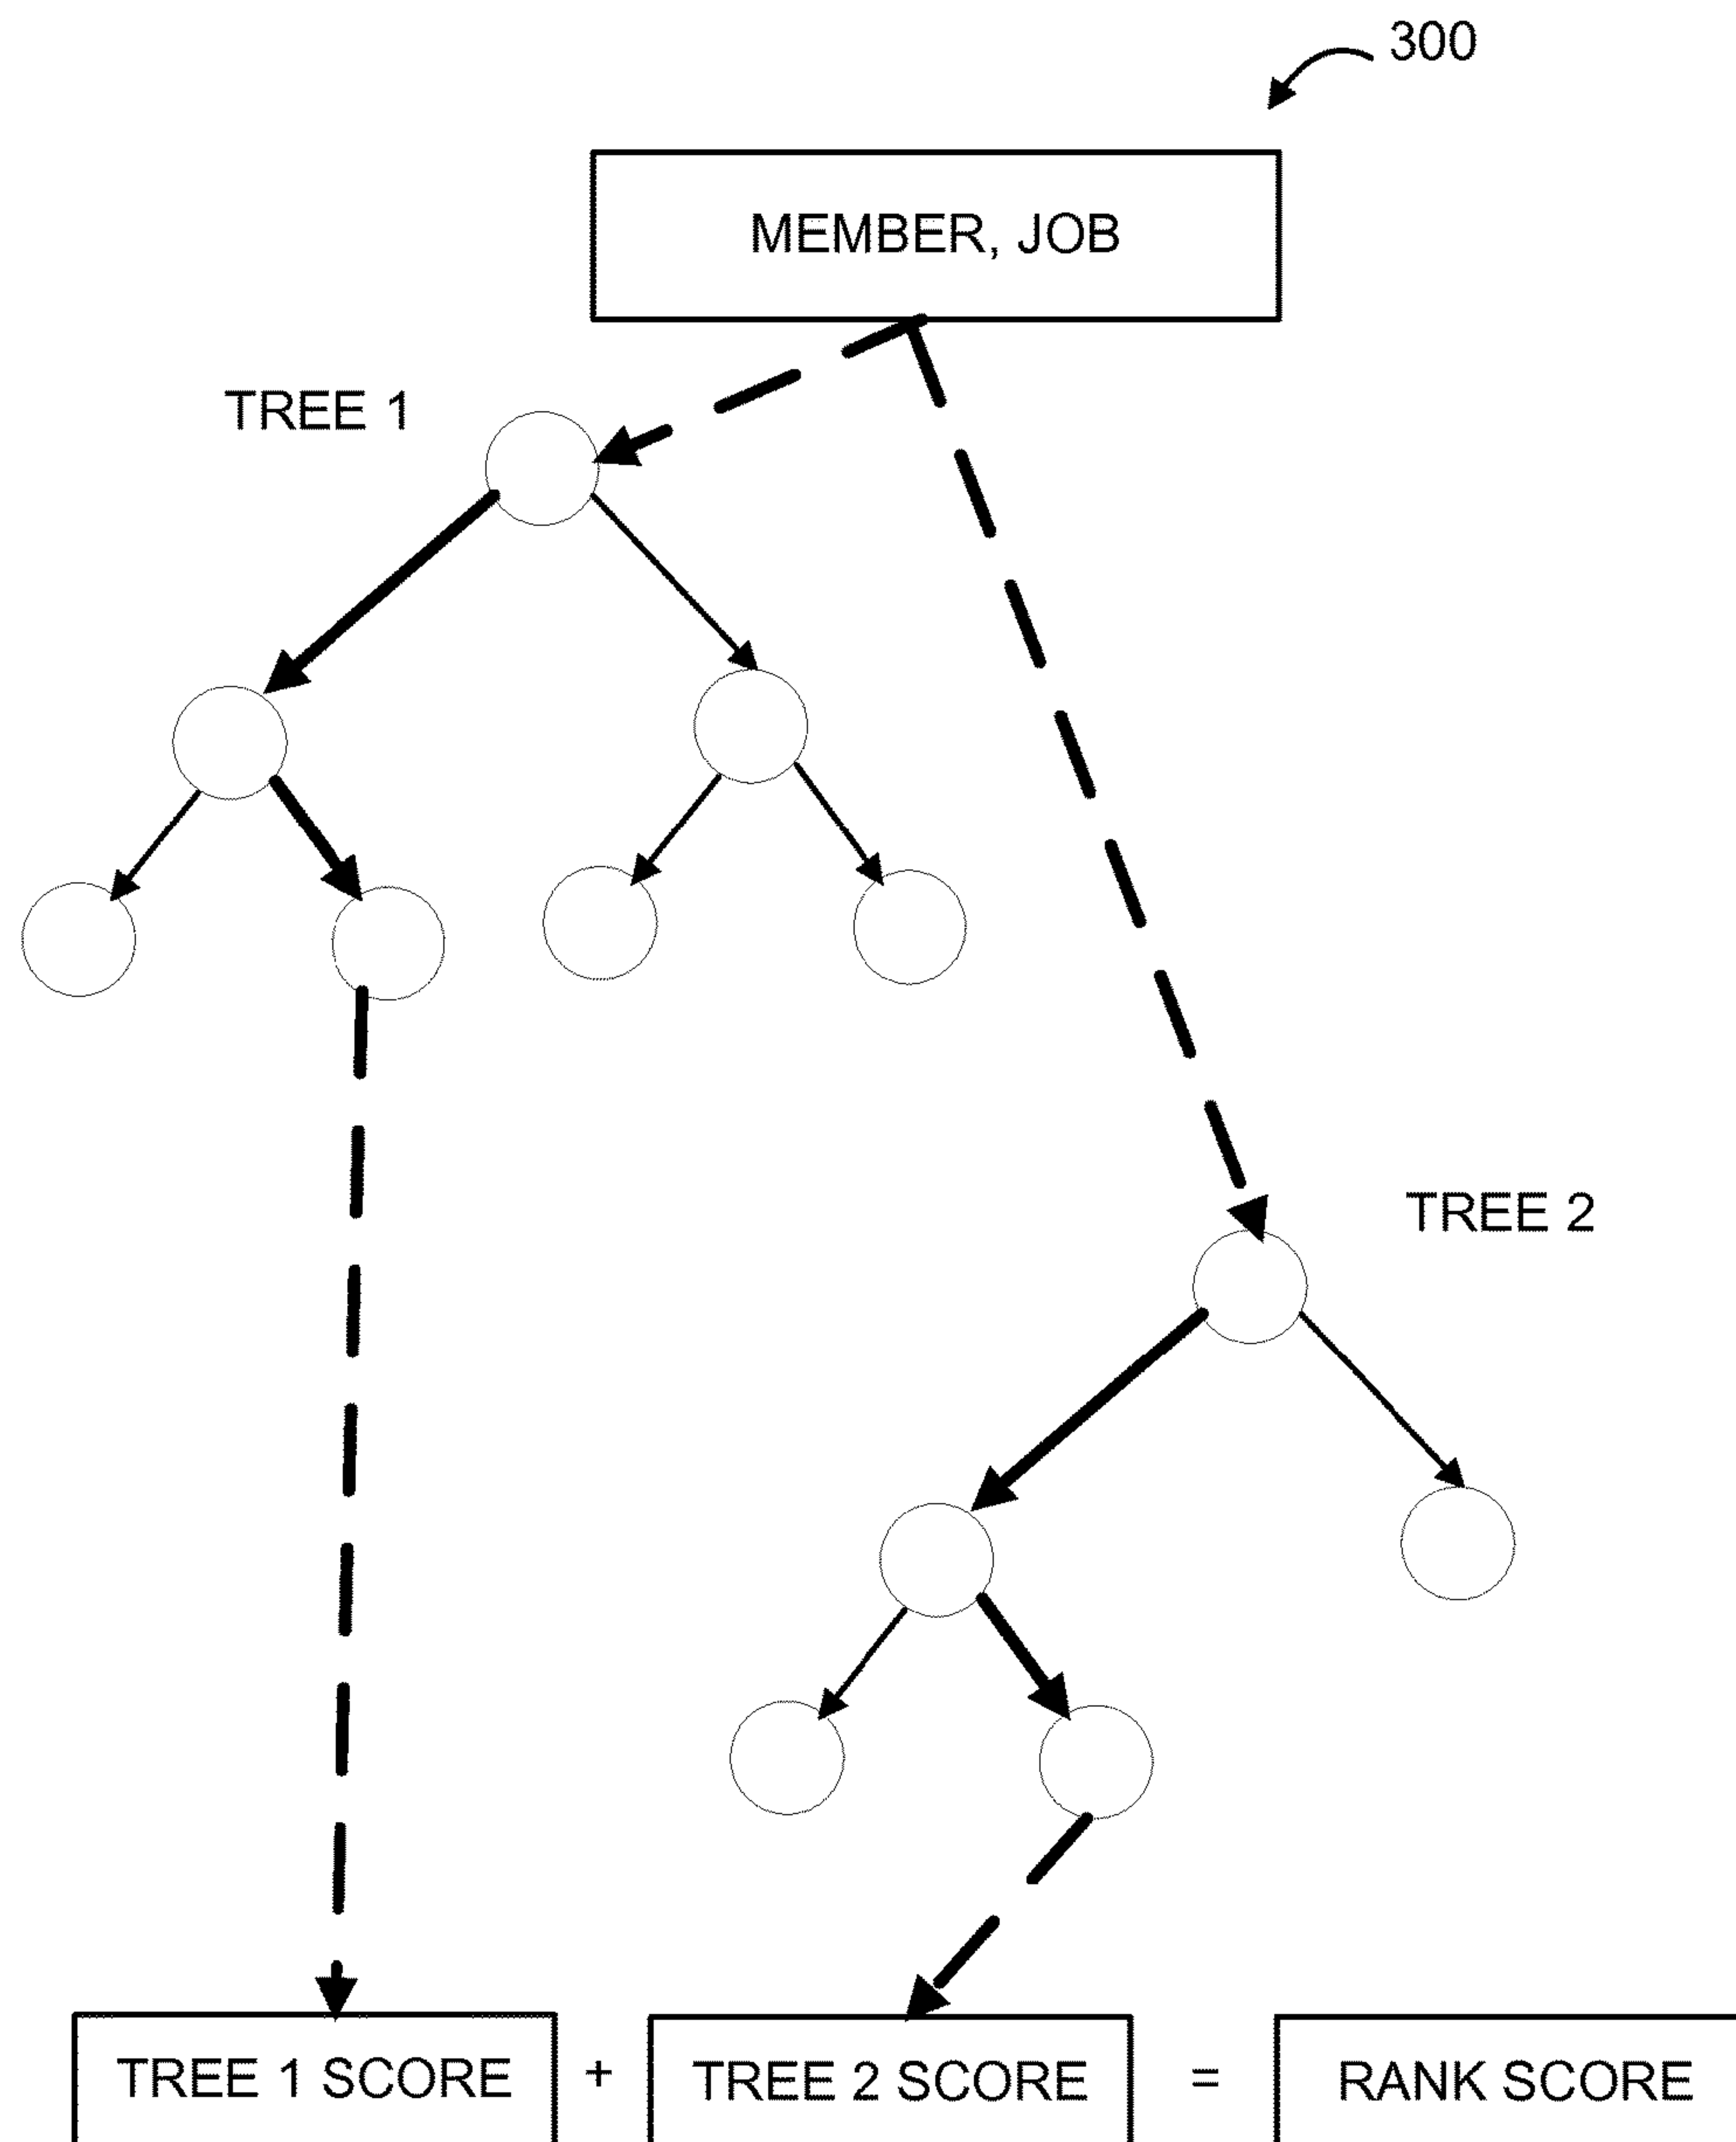 300
MEMBER, JOB
TREE 1
TREE 2
TREE 1 SCORE + TREE 2 SCORE = RANK SCORE